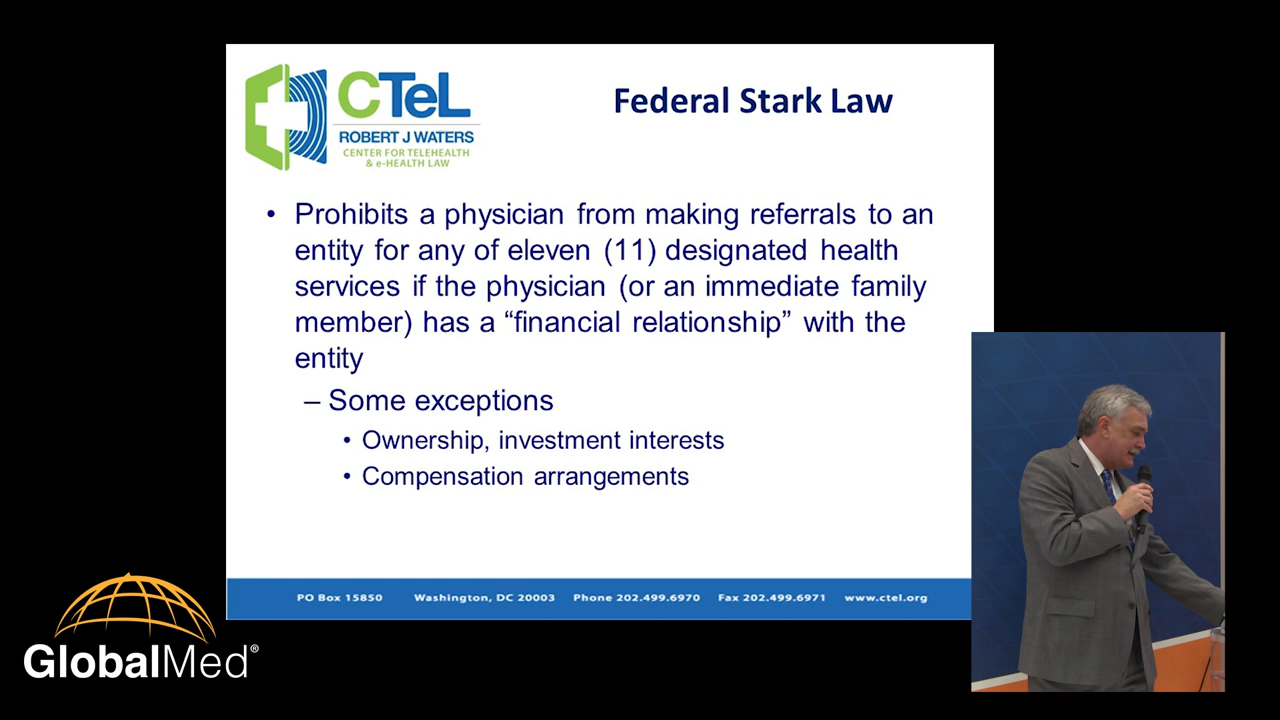 CTeL
ROBERT J WATERS
CENTER FOR TELEHEALTH
& e-HEALTH LAW
Federal Stark Law
• Prohibits a physician from making referrals to an
entity for any of eleven (11) designated health
services if the physician (or an immediate family
member) has a “financial relationship” with the
entity
– Some exceptions
• Ownership, investment interests
• Compensation arrangements
PO Box 15850 Washington, DC 20003 Phone 202.499.6970 Fax 202.499.6971 www.ctel.org
GlobalMed®